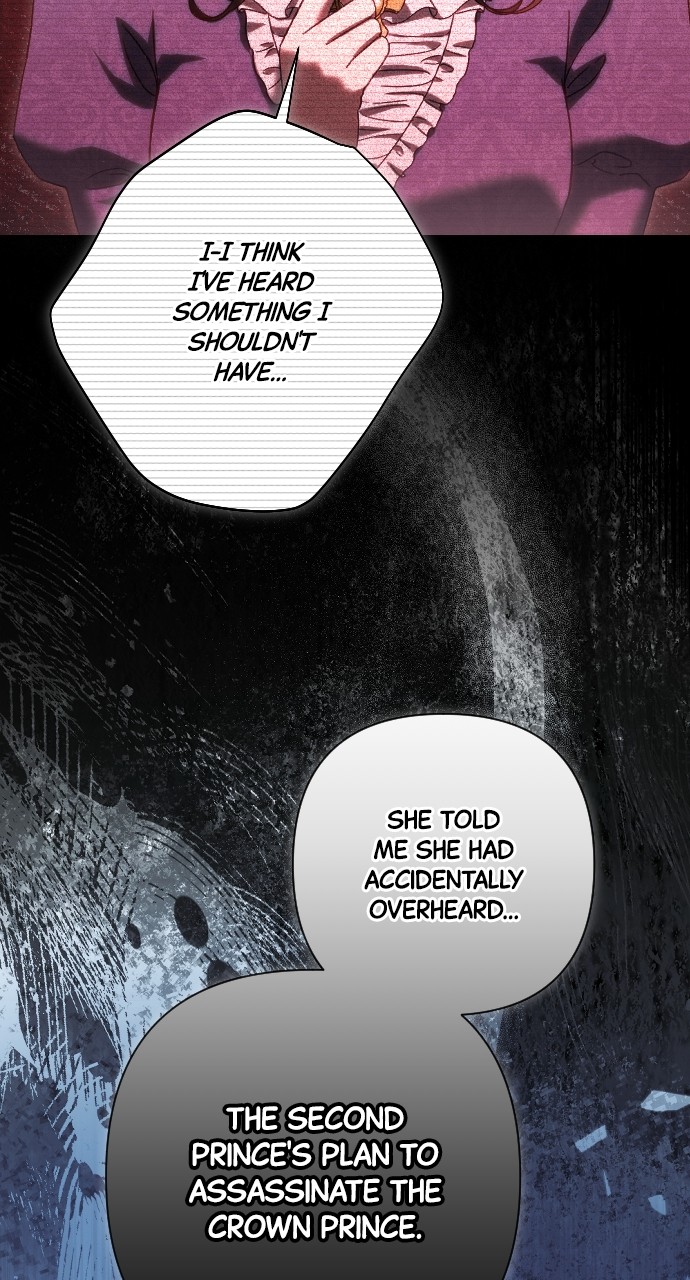 I-I THINK
I'VE HEARD
SOMETHING I
SHOULDN'T
HAVE...
SHE TOLD
ME SHE HAD
ACCIDENTALLY
OVERHEARD...
THE SECOND
PRINCE'S PLAN TO
ASSASSINATE THE
CROWN PRINCE.